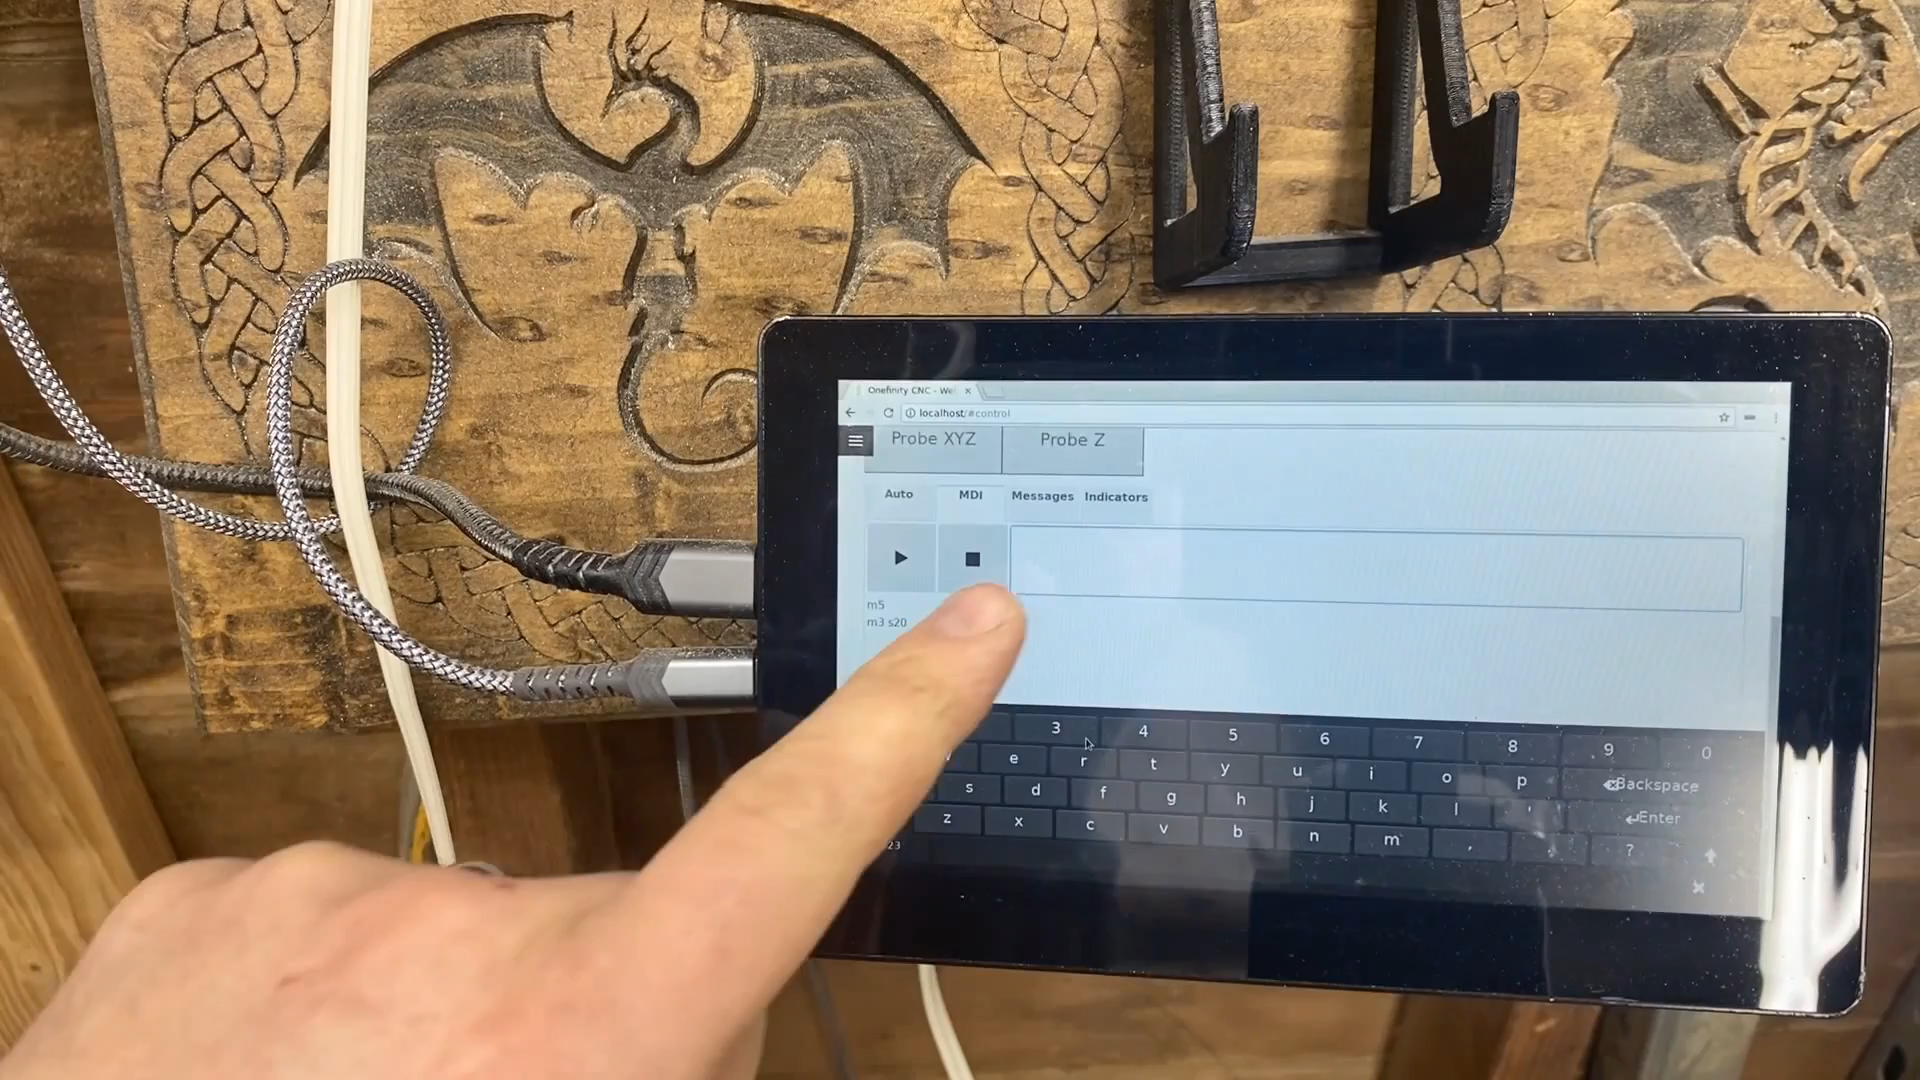 Onefinity CNC - We
localhost/#control
Probe XYZ Probe Z
Auto MDI Messages Indicators
m5
m3 s20
3 4 5 6 7 8 9 0
e r t y u i o p Backspace
s d f g h j k l ' Enter
z x c v b n m , ?
23